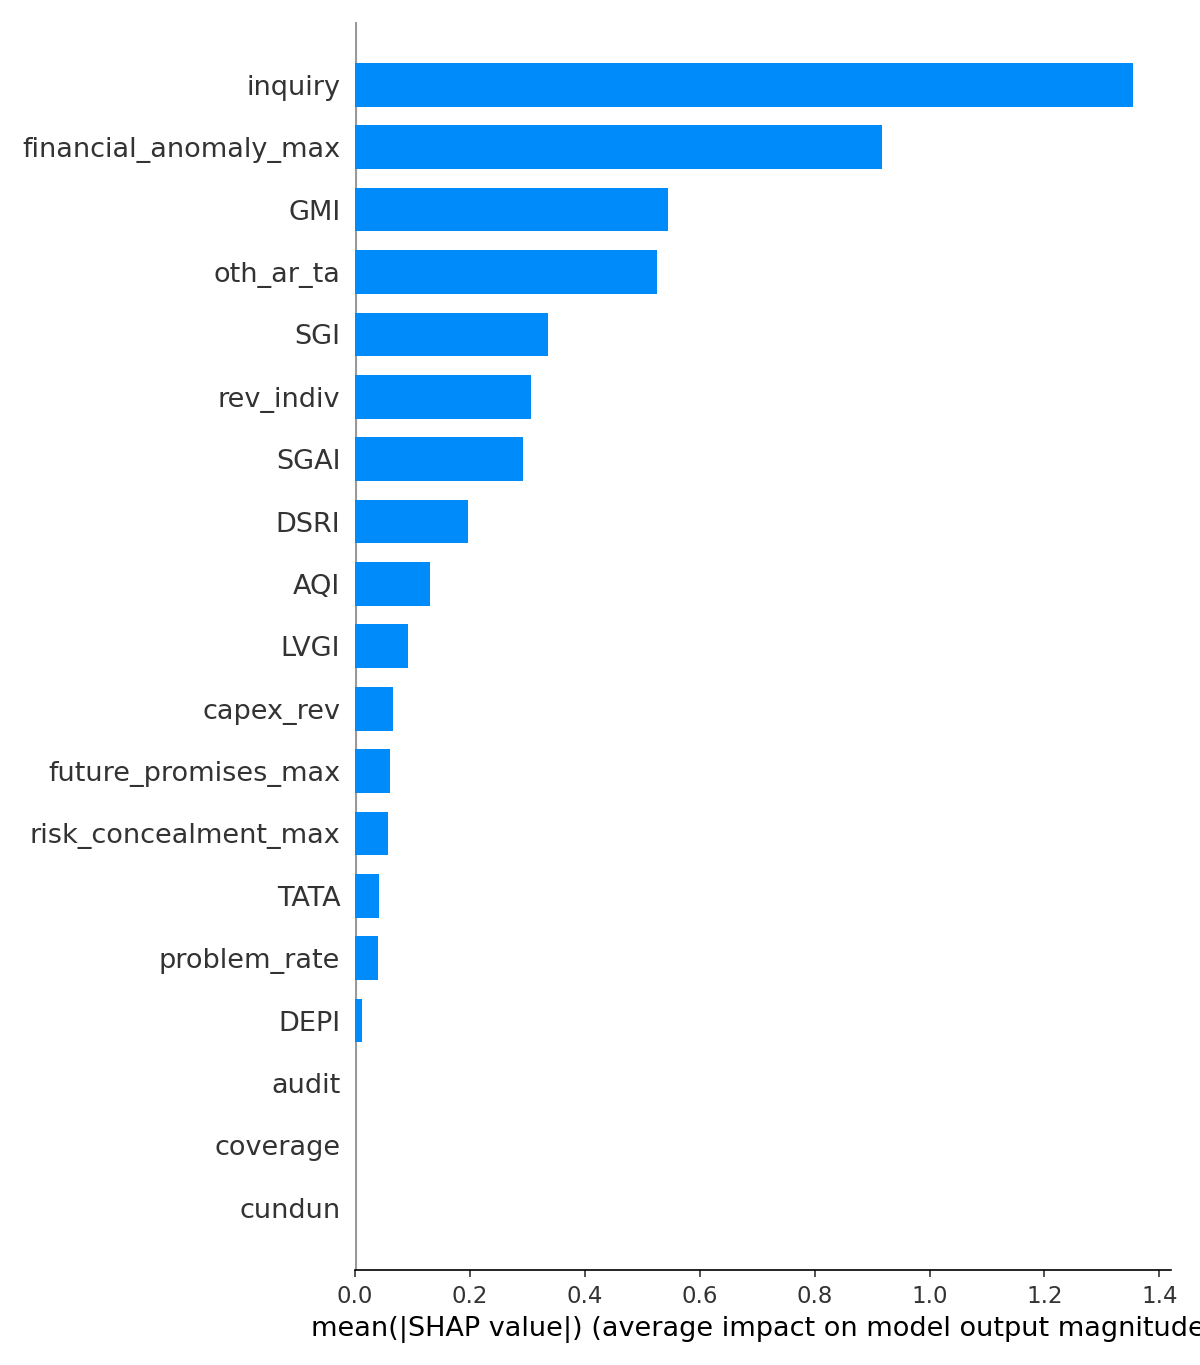 inquiry
financial_anomaly_max
GMI
oth_ar_ta
SGI
rev_indiv
SGAI
DSRI
AQI
LVGI
capex_rev
future_promises_max
risk_concealment_max
TATA
problem_rate
DEPI
audit
coverage
cundun
0.0 0.2 0.4 0.6 0.8 1.0 1.2 1.4
mean(|SHAP value|) (average impact on model output magnitude